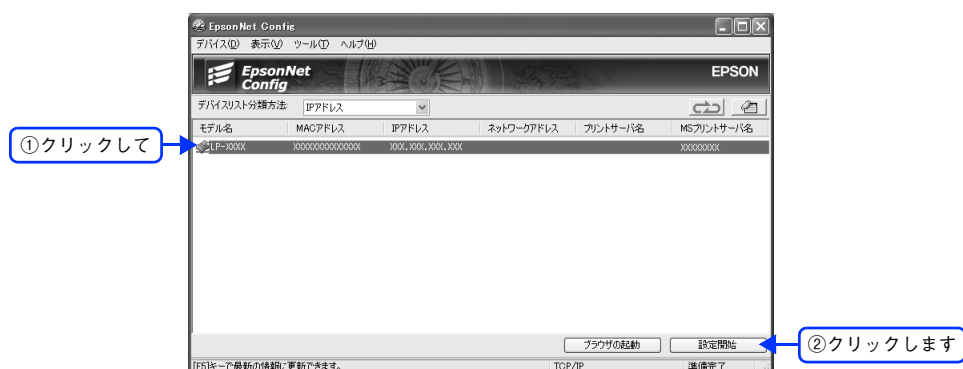 EpsonNet Config
デバイス(D) 表示(V) ツール(T) ヘルプ(H)
EpsonNet
Config
EPSON
デバイスリスト分類方法: IPアドレス
モデル名 MACアドレス IPアドレス ネットワークアドレス プリントサーバ名 MSプリントサーバ名
①クリックして
LP-XXXX XXXXXXXXXXXX XXX.XXX.XXX.XXX XXXXXXXX
ブラウザの起動 設定開始
②クリックします
[F5]キーで最新の情報に更新できます。 TCP/IP 準備完了